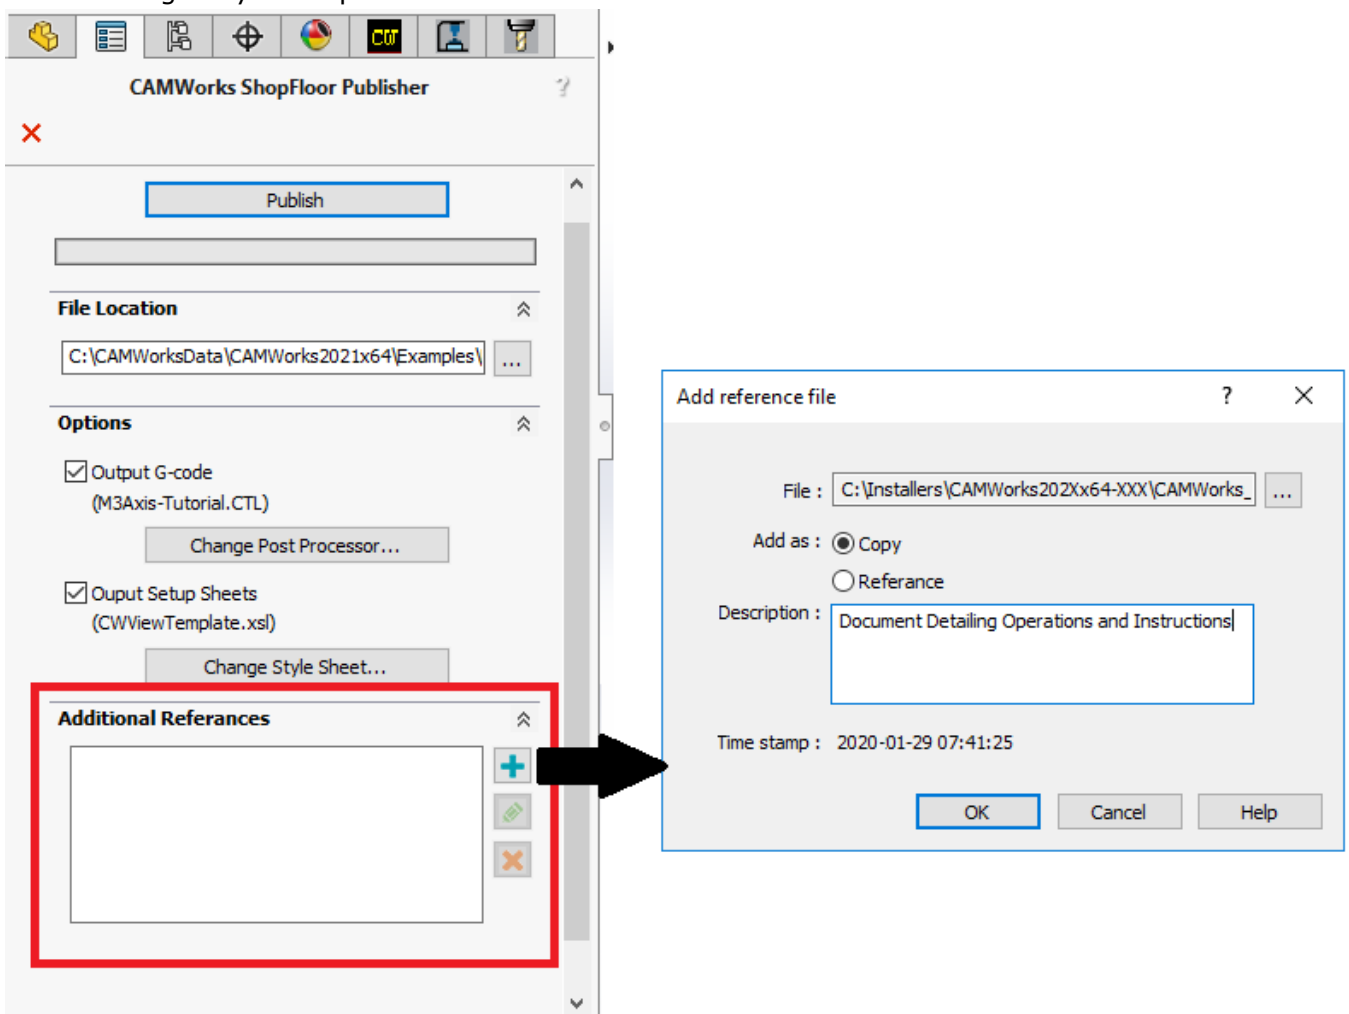 CW
CAMWorks ShopFloor Publisher
?
Publish
File Location
C:\CAMWorksData\CAMWorks2021x64\Examples\
...
Options
Output G-code
(M3Axis-Tutorial.CTL)
Change Post Processor...
Ouput Setup Sheets
(CWViewTemplate.xsl)
Change Style Sheet...
Additional Referances
Add reference file
?
File :
C:\Installers\CAMWorks202Xx64-XXX\CAMWorks_
...
Add as :
Copy
Referance
Description :
Document Detailing Operations and Instructions
Time stamp :
2020-01-29 07:41:25
OK
Cancel
Help